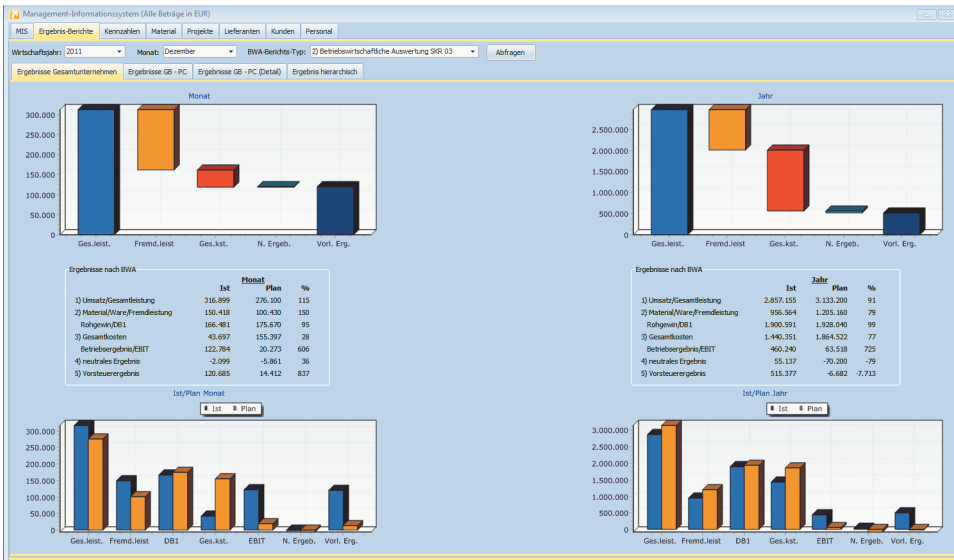 Management-Informationssystem (Alle Beträge in EUR)
MIS Ergebnis-Berichte Kennzahlen Material Projekte Lieferanten Kunden Personal
Wirtschaftsjahr: 2011 Monat: Dezember BWA-Berichts-Typ: 2) Betriebswirtschaftliche Auswertung SKR 03 Abfragen
Ergebnisse Gesamtunternehmen Ergebnisse GB - PC Ergebnisse GB - PC (Detail) Ergebnis hierarchisch
Monat
300.000
250.000
200.000
150.000
100.000
50.000
0
Ges.leist. Fremd.leist Ges.kst. N. Ergeb. Vorl. Erg.
Jahr
2.500.000
2.000.000
1.500.000
1.000.000
500.000
0
Ges.leist. Fremd.leist Ges.kst. N. Ergeb. Vorl. Erg.
Ergebnisse nach BWA
Monat
Ist Plan %
1) Umsatz/Gesamtleistung 316.899 276.100 115
2) Material/Ware/Fremdleistung 150.418 100.430 150
Rohgewin/DB1 166.481 175.670 95
3) Gesamtkosten 43.697 155.397 28
Betriebsergebnis/EBIT 122.784 20.273 606
4) neutrales Ergebnis -2.099 -5.861 36
5) Vorsteuerergebnis 120.685 14.412 837
Ergebnisse nach BWA
Jahr
Ist Plan %
1) Umsatz/Gesamtleistung 2.857.155 3.133.200 91
2) Material/Ware/Fremdleistung 956.564 1.205.160 79
Rohgewin/DB1 1.900.591 1.928.040 99
3) Gesamtkosten 1.440.351 1.864.522 77
Betriebsergebnis/EBIT 460.240 63.518 725
4) neutrales Ergebnis 55.137 -70.200 -79
5) Vorsteuerergebnis 515.377 -6.682 -7.713
Ist/Plan Monat
Ist Plan
300.000
250.000
200.000
150.000
100.000
50.000
0
Ges.leist. Fremd.leist DB1 Ges.kst. EBIT N. Ergeb. Vorl. Erg.
Ist/Plan Jahr
Ist Plan
3.000.000
2.500.000
2.000.000
1.500.000
1.000.000
500.000
0
Ges.leist. Fremd.leist DB1 Ges.kst. EBIT N. Ergeb. Vorl. Erg.